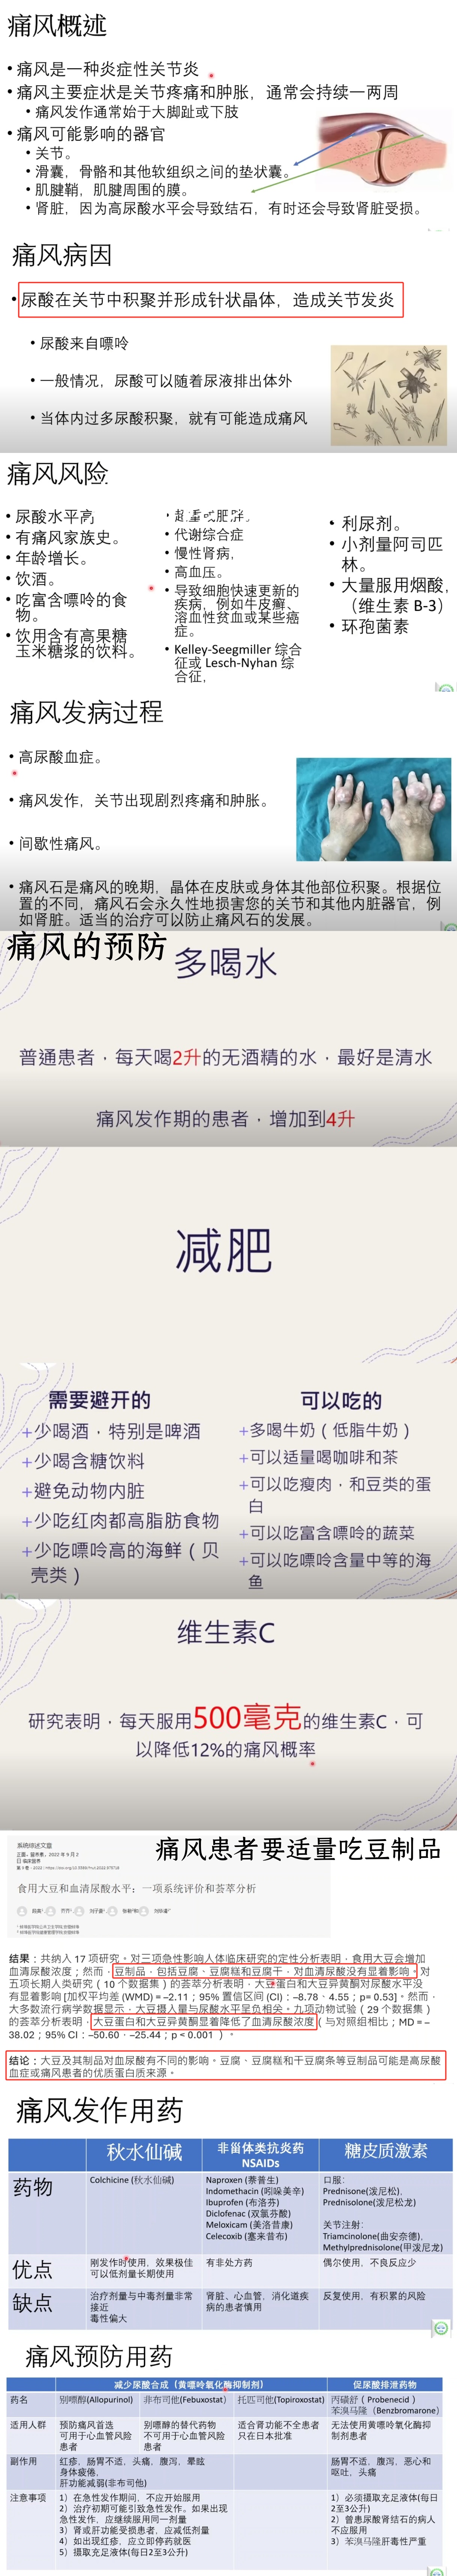 痛风概述
• 痛风是一种炎症性关节炎
• 痛风主要症状是关节疼痛和肿胀，通常会持续一两周
• 痛风发作通常始于大脚趾或下肢
• 痛风可能影响的器官
• 关节。
• 滑囊，骨骼和其他软组织之间的垫状囊。
• 肌腱鞘，肌腱周围的膜。
• 肾脏，因为高尿酸水平会导致结石，有时还会导致肾脏受损。
痛风病因
• 尿酸在关节中积聚并形成针状晶体，造成关节发炎
• 尿酸来自嘌呤
• 一般情况，尿酸可以随着尿液排出体外
• 当体内过多尿酸积聚，就有可能造成痛风
痛风风险
• 尿酸水平高
• 有痛风家族史。
• 年龄增长。
• 饮酒。
• 吃富含嘌呤的食
物。
• 饮用含有高果糖
玉米糖浆的饮料。
• 代谢综合症
• 慢性肾病，
• 高血压。
• 导致细胞快速更新的
疾病，例如牛皮癣、
溶血性贫血或某些癌
症。
• Kelley-Seegmiller 综合
征或 Lesch-Nyhan 综
合征，
• 利尿剂。
• 小剂量阿司匹
林。
• 大量服用烟酸，
（维生素 B-3）
• 环孢菌素
痛风发病过程
• 高尿酸血症。
• 痛风发作，关节出现剧烈疼痛和肿胀。
• 间歇性痛风。
• 痛风石是痛风的晚期，晶体在皮肤或身体其他部位积聚。根据位
置的不同，痛风石会永久性地损害您的关节和其他内脏器官，例
如肾脏。适当的治疗可以防止痛风石的发展。
痛风的预防
多喝水
普通患者，每天喝2升的无酒精的水，最好是清水
痛风发作期的患者，增加到4升
减肥
需要避开的
+少喝酒，特别是啤酒
+少喝含糖饮料
+避免动物内脏
+少吃红肉都高脂肪食物
+少吃嘌呤高的海鲜（贝
壳类）
可以吃的
+多喝牛奶（低脂牛奶）
+可以适量喝咖啡和茶
+可以吃瘦肉，和豆类的蛋
白
+可以吃富含嘌呤的蔬菜
+可以吃嘌呤含量中等的海
鱼
维生素C
研究表明，每天服用500毫克的维生素C，可
以降低12%的痛风概率
痛风患者要适量吃豆制品
系统综述文章
食用大豆和血清尿酸水平：一项系统评价和荟萃分析
结果：共纳入 17 项研究。对三项急性影响人体临床研究的定性分析表明，食用大豆会增加
血清尿酸浓度；然而，豆制品，包括豆腐、豆腐糕和豆腐干，对血清尿酸没有显着影响。对
五项长期人类研究（10 个数据集）的荟萃分析表明，大豆蛋白和大豆异黄酮对尿酸水平没
有显着影响 [加权平均差 (WMD) = –2.11；95% 置信区间 (CI)：–8.78，4.55；p= 0.53]。然而，
大多数流行病学数据显示，大豆摄入量与尿酸水平呈负相关。九项动物试验（29 个数据集）
的荟萃分析表明，大豆蛋白和大豆异黄酮显着降低了血清尿酸浓度（与对照组相比；MD = –
38.02；95% CI：–50.60，–25.44；p < 0.001 ）。
结论：大豆及其制品对血尿酸有不同的影响。豆腐、豆腐糕和干豆腐条等豆制品可能是高尿酸
血症或痛风患者的优质蛋白质来源。
痛风发作用药
秋水仙碱
非甾体类抗炎药
NSAIDs
糖皮质激素
药物
Colchicine (秋水仙碱)
Naproxen (萘普生)
Indomethacin (吲哚美辛)
Ibuprofen (布洛芬)
Diclofenac (双氯芬酸)
Meloxicam (美洛昔康)
Celecoxib (塞来昔布)
口服：
Prednisone(泼尼松)，
Prednisolone(泼尼松龙)
关节注射：
Triamcinolone(曲安奈德)，
Methylprednisolone(甲泼尼龙)
优点
刚发作时使用，效果极佳
可以低剂量长期使用
有非处方药
偶尔使用，不良反应少
缺点
治疗剂量与中毒剂量非常
接近
毒性偏大
肾脏、心血管，消化道疾
病的患者慎用
反复使用，有积累的风险
痛风预防用药
减少尿酸合成（黄嘌呤氧化酶抑制剂）
促尿酸排泄药物
药名
别嘌醇(Allopurinol)
非布司他(Febuxostat)
托匹司他(Topiroxostat)
丙磺舒（Probenecid ）
苯溴马隆（Benzbromarone）
适用人群
预防痛风首选
可用于心血管风险
患者
别嘌醇的替代药物
不可用于心血管风险
患者
适合肾功能不全患者
只在日本批准
无法使用黄嘌呤氧化酶抑
制剂患者
副作用
红疹，肠胃不适，头痛，腹泻，晕眩
身体疲倦，
肝功能减弱(非布司他)
肠胃不适，腹泻，恶心和
呕吐，头痛
注意事项
1）在急性发作期间，不应开始服用
2）治疗初期可能引致急性发作。如果出现
急性发作，应继续服用同一剂量
3）肾或肝功能受损患者，应减低剂量
4）如出现红疹，应立即停药就医
5）摄取充足液体(每日2至3公升)
1）必须摄取充足液体(每日
2至3公升)
2）曾患尿酸肾结石的病人
不应服用
3）苯溴马隆肝毒性严重